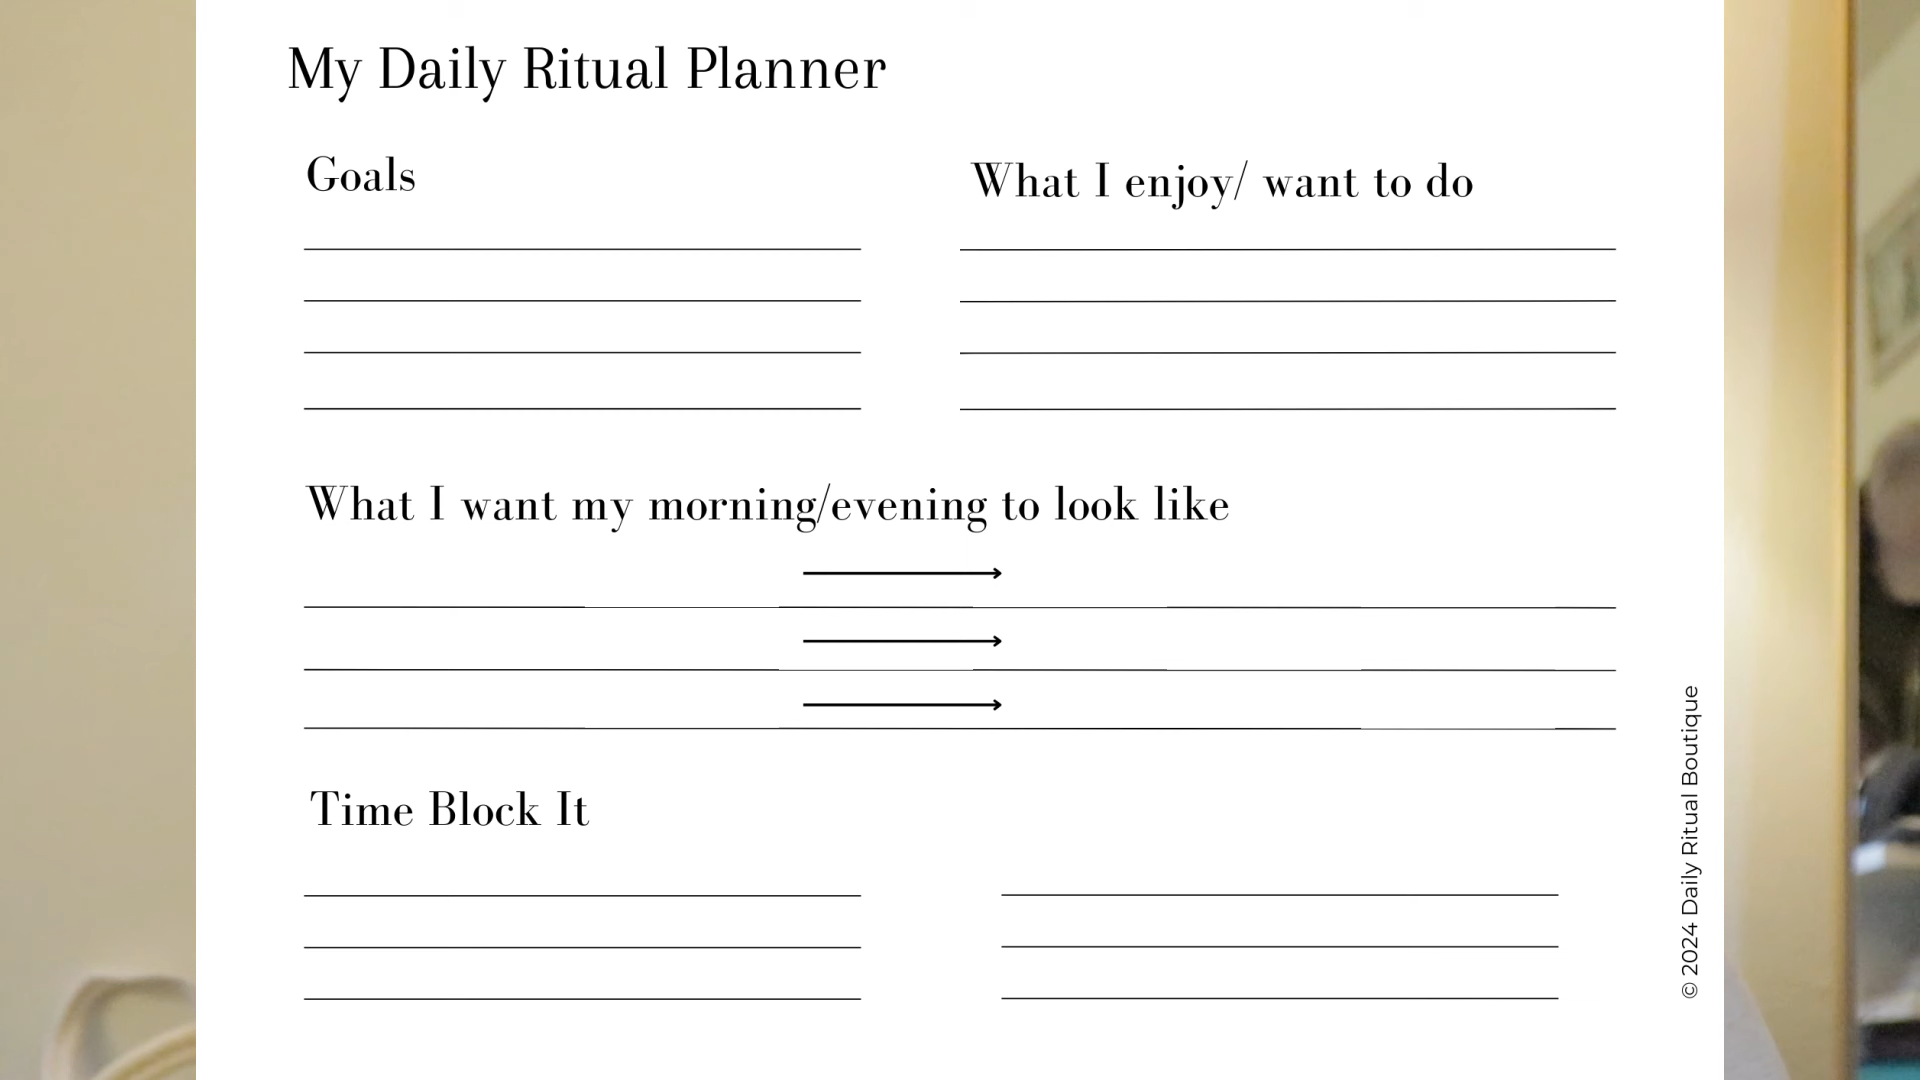 My Daily Ritual Planner
Goals
What I enjoy/ want to do
What I want my morning/evening to look like
Time Block It
© 2024 Daily Ritual Boutique